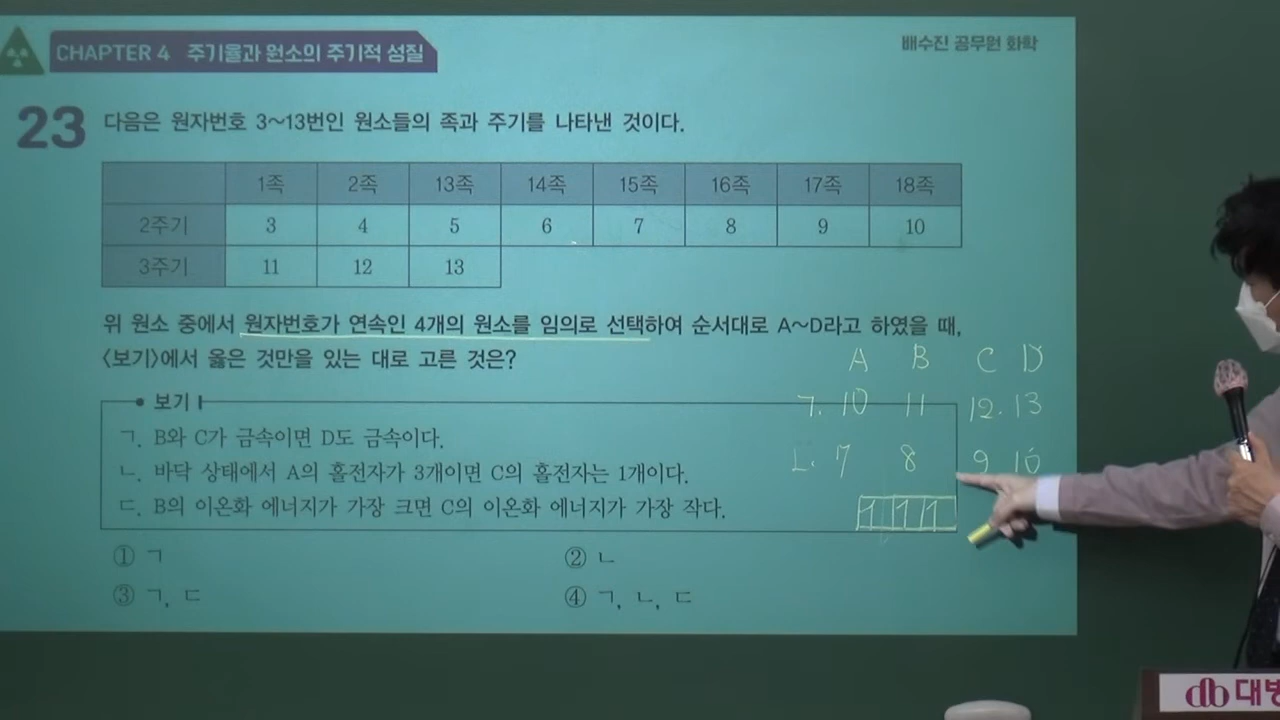 CHAPTER 4 주기율과 원소의 주기적 성질
배수진 공무원 화학
23 다음은 원자번호 3~13번인 원소들의 족과 주기를 나타낸 것이다.
1족 2족 13족 14족 15족 16족 17족 18족
2주기 3 4 5 6 7 8 9 10
3주기 11 12 13
위 원소 중에서 원자번호가 연속인 4개의 원소를 임의로 선택하여 순서대로 A~D라고 하였을 때,
〈보기〉에서 옳은 것만을 있는 대로 고른 것은?
A B C D
보기
ㄱ. 10 11 12. 13
ㄱ. B와 C가 금속이면 D도 금속이다.
ㄴ. 7 8 9 10
ㄴ. 바닥 상태에서 A의 홀전자가 3개이면 C의 홀전자는 1개이다.
ㄷ. B의 이온화 에너지가 가장 크면 C의 이온화 에너지가 가장 작다.
1 1 1
① ㄱ ② ㄴ
③ ㄱ, ㄷ ④ ㄱ, ㄴ, ㄷ